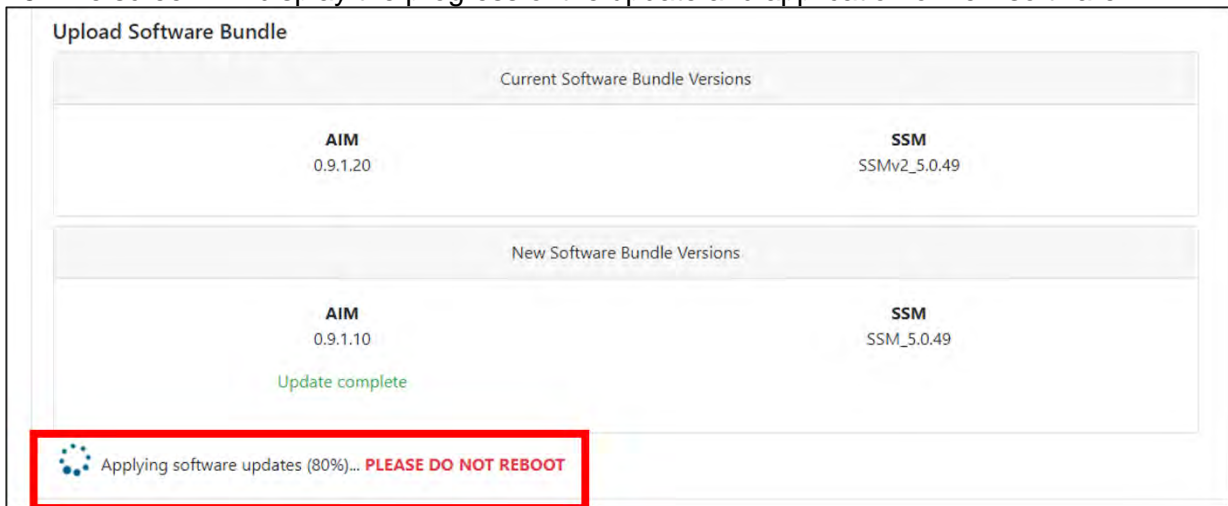 Upload Software Bundle
Current Software Bundle Versions
AIM SSM
0.9.1.20 SSMv2_5.0.49
New Software Bundle Versions
AIM SSM
0.9.1.10 SSM_5.0.49
Update complete
Applying software updates (80%)... PLEASE DO NOT REBOOT